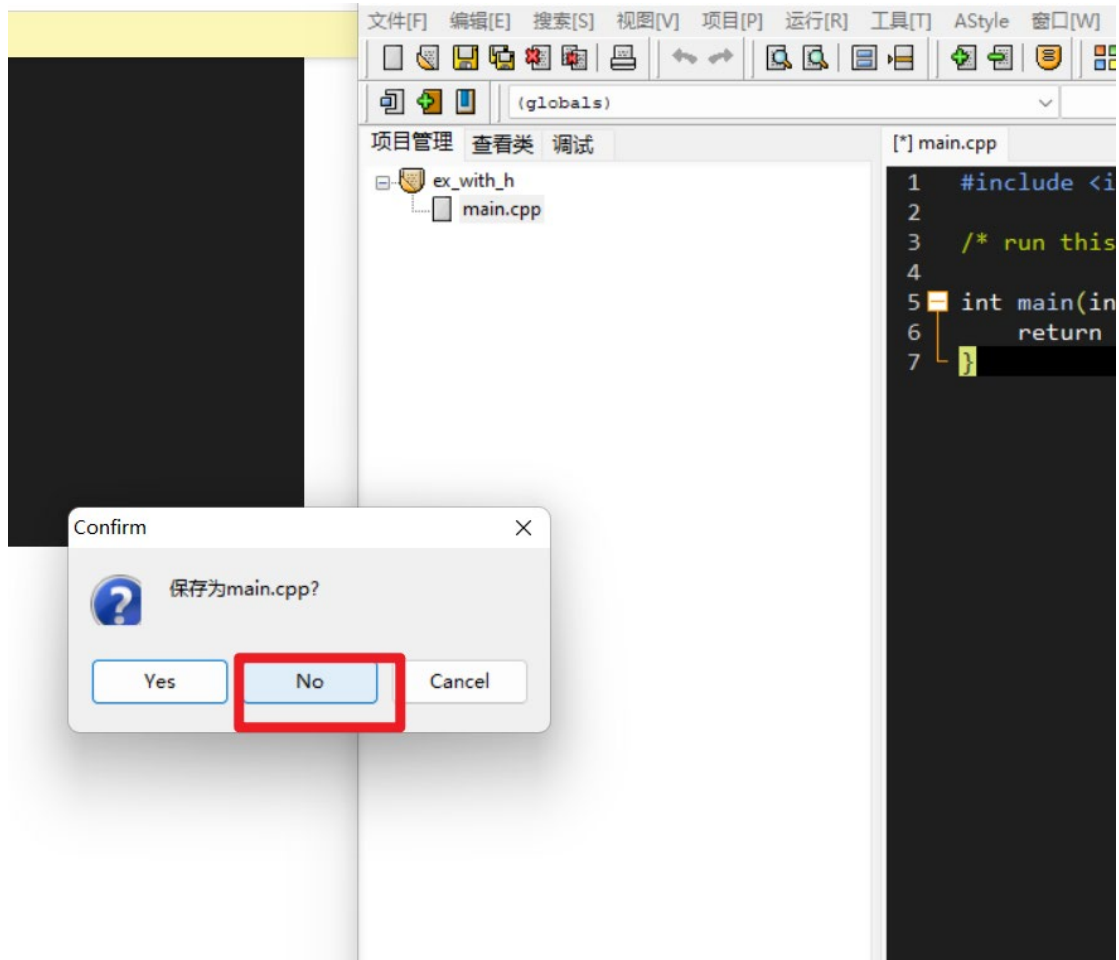 文件[F] 编辑[E] 搜索[S] 视图[V] 项目[P] 运行[R] 工具[T] AStyle 窗口[W]
(globals)
项目管理 查看类 调试
ex_with_h
main.cpp
[*] main.cpp
1 #include <i
2
3 /* run this
4
5 int main(in
6 return
7 }
Confirm
保存为main.cpp?
Yes No Cancel